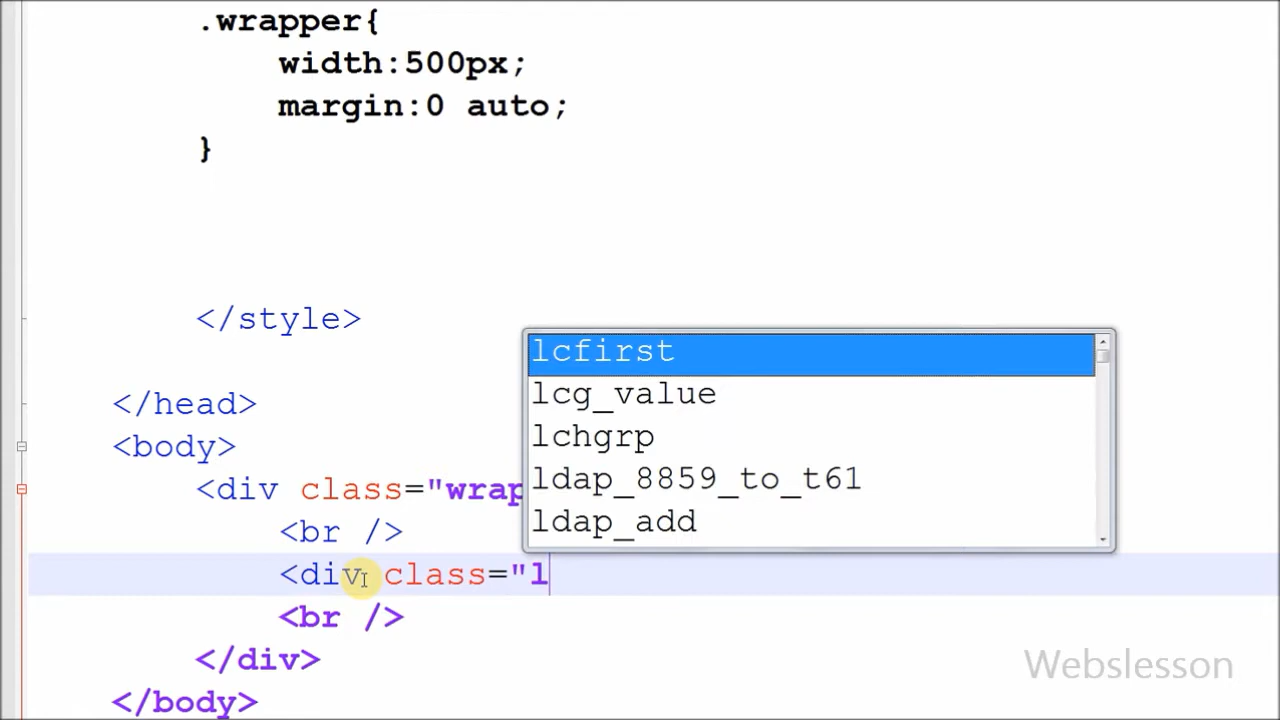 .wrapper{
width:500px;
margin:0 auto;
}
</style>
</head>
<body>
<div class="wrap
<br />
<div class="l
<br />
</div>
</body>
lcfirst
lcg_value
lchgrp
ldap_8859_to_t61
ldap_add
Webslesson